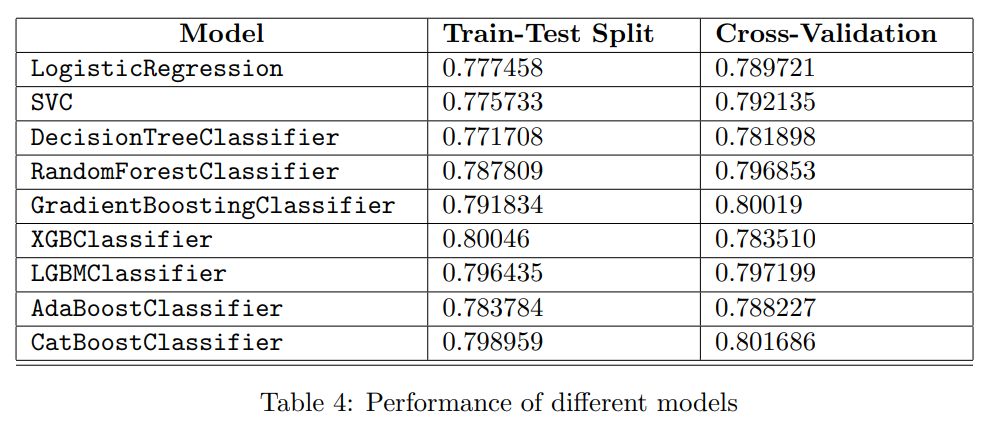 Model Train-Test Split Cross-Validation
LogisticRegression 0.777458 0.789721
SVC 0.775733 0.792135
DecisionTreeClassifier 0.771708 0.781898
RandomForestClassifier 0.787809 0.796853
GradientBoostingClassifier 0.791834 0.80019
XGBClassifier 0.80046 0.783510
LGBMClassifier 0.796435 0.797199
AdaBoostClassifier 0.783784 0.788227
CatBoostClassifier 0.798959 0.801686
Table 4: Performance of different models